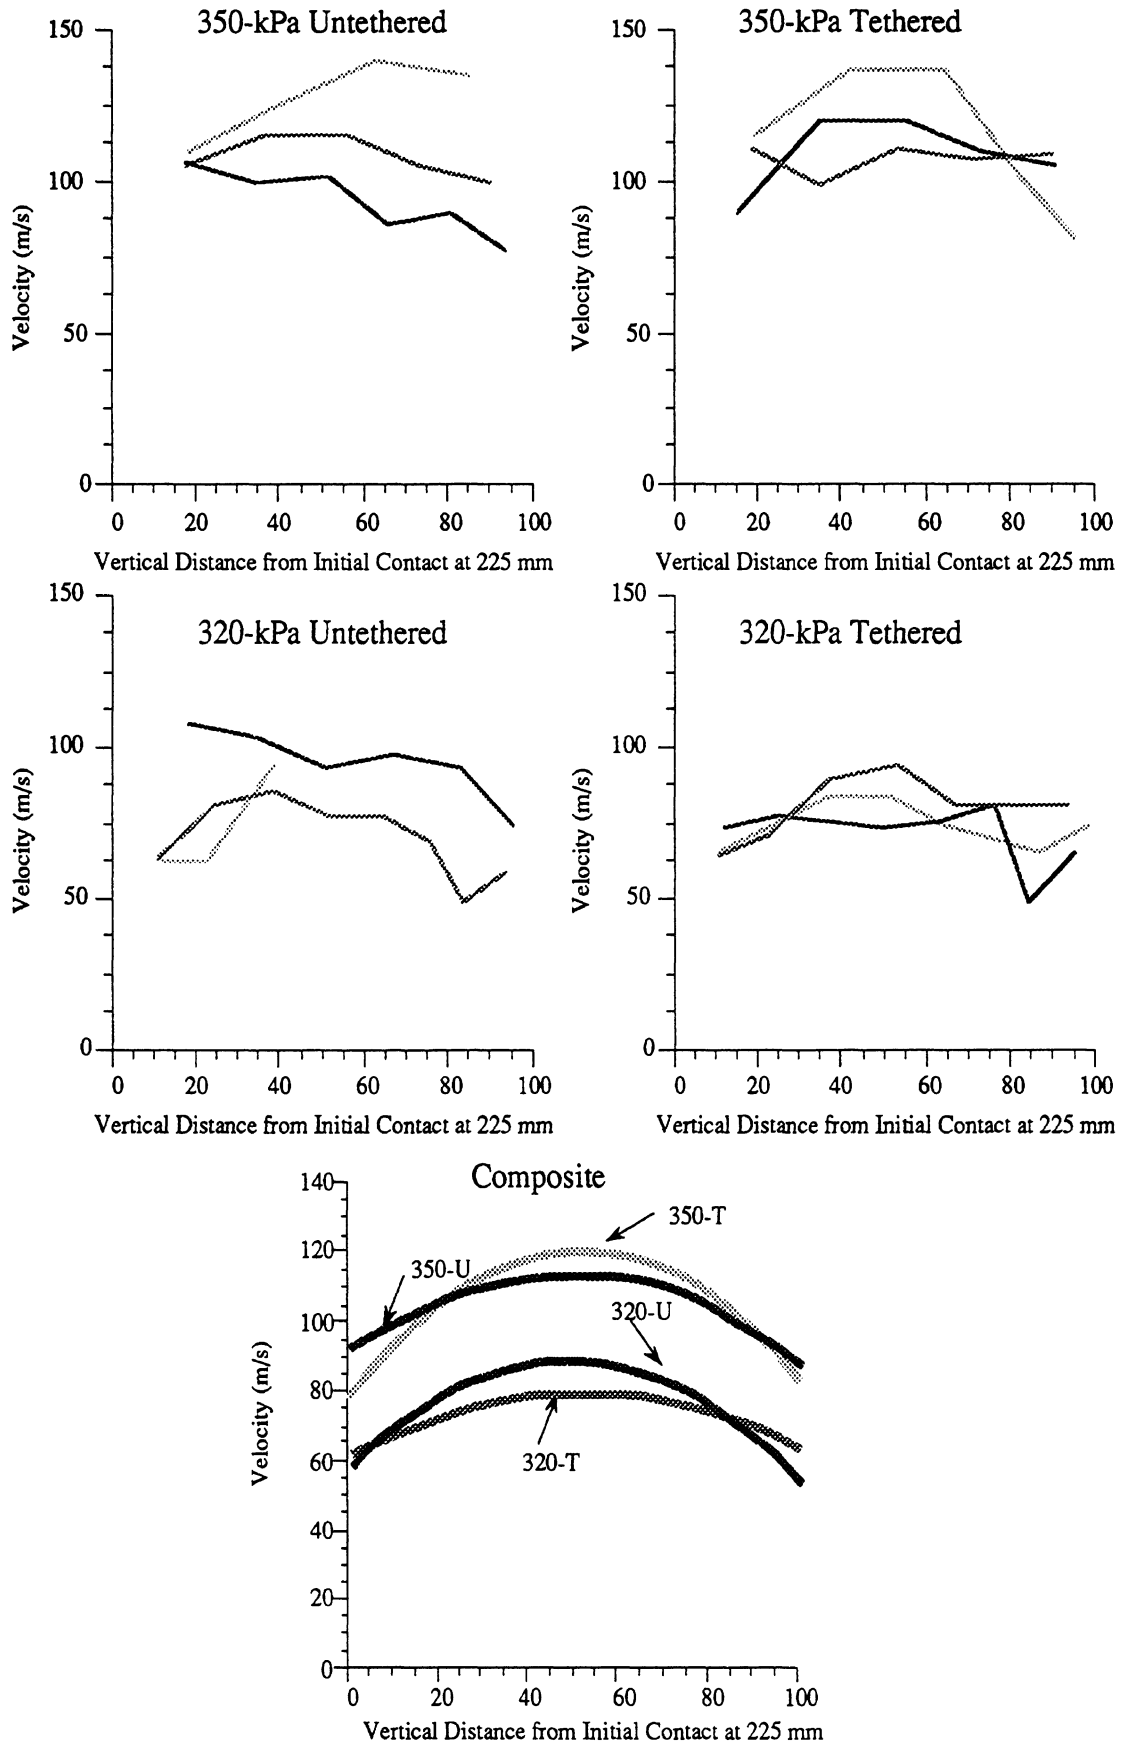 350-kPa Untethered
150
100
50
0
Velocity (m/s)
0 20 40 60 80 100
Vertical Distance from Initial Contact at 225 mm
350-kPa Tethered
150
100
50
0
Velocity (m/s)
0 20 40 60 80 100
Vertical Distance from Initial Contact at 225 mm
320-kPa Untethered
150
100
50
0
Velocity (m/s)
0 20 40 60 80 100
Vertical Distance from Initial Contact at 225 mm
320-kPa Tethered
150
100
50
0
Velocity (m/s)
0 20 40 60 80 100
Vertical Distance from Initial Contact at 225 mm
Composite
140
120
100
80
60
40
20
0
Velocity (m/s)
350-T
350-U
320-U
320-T
0 20 40 60 80 100
Vertical Distance from Initial Contact at 225 mm